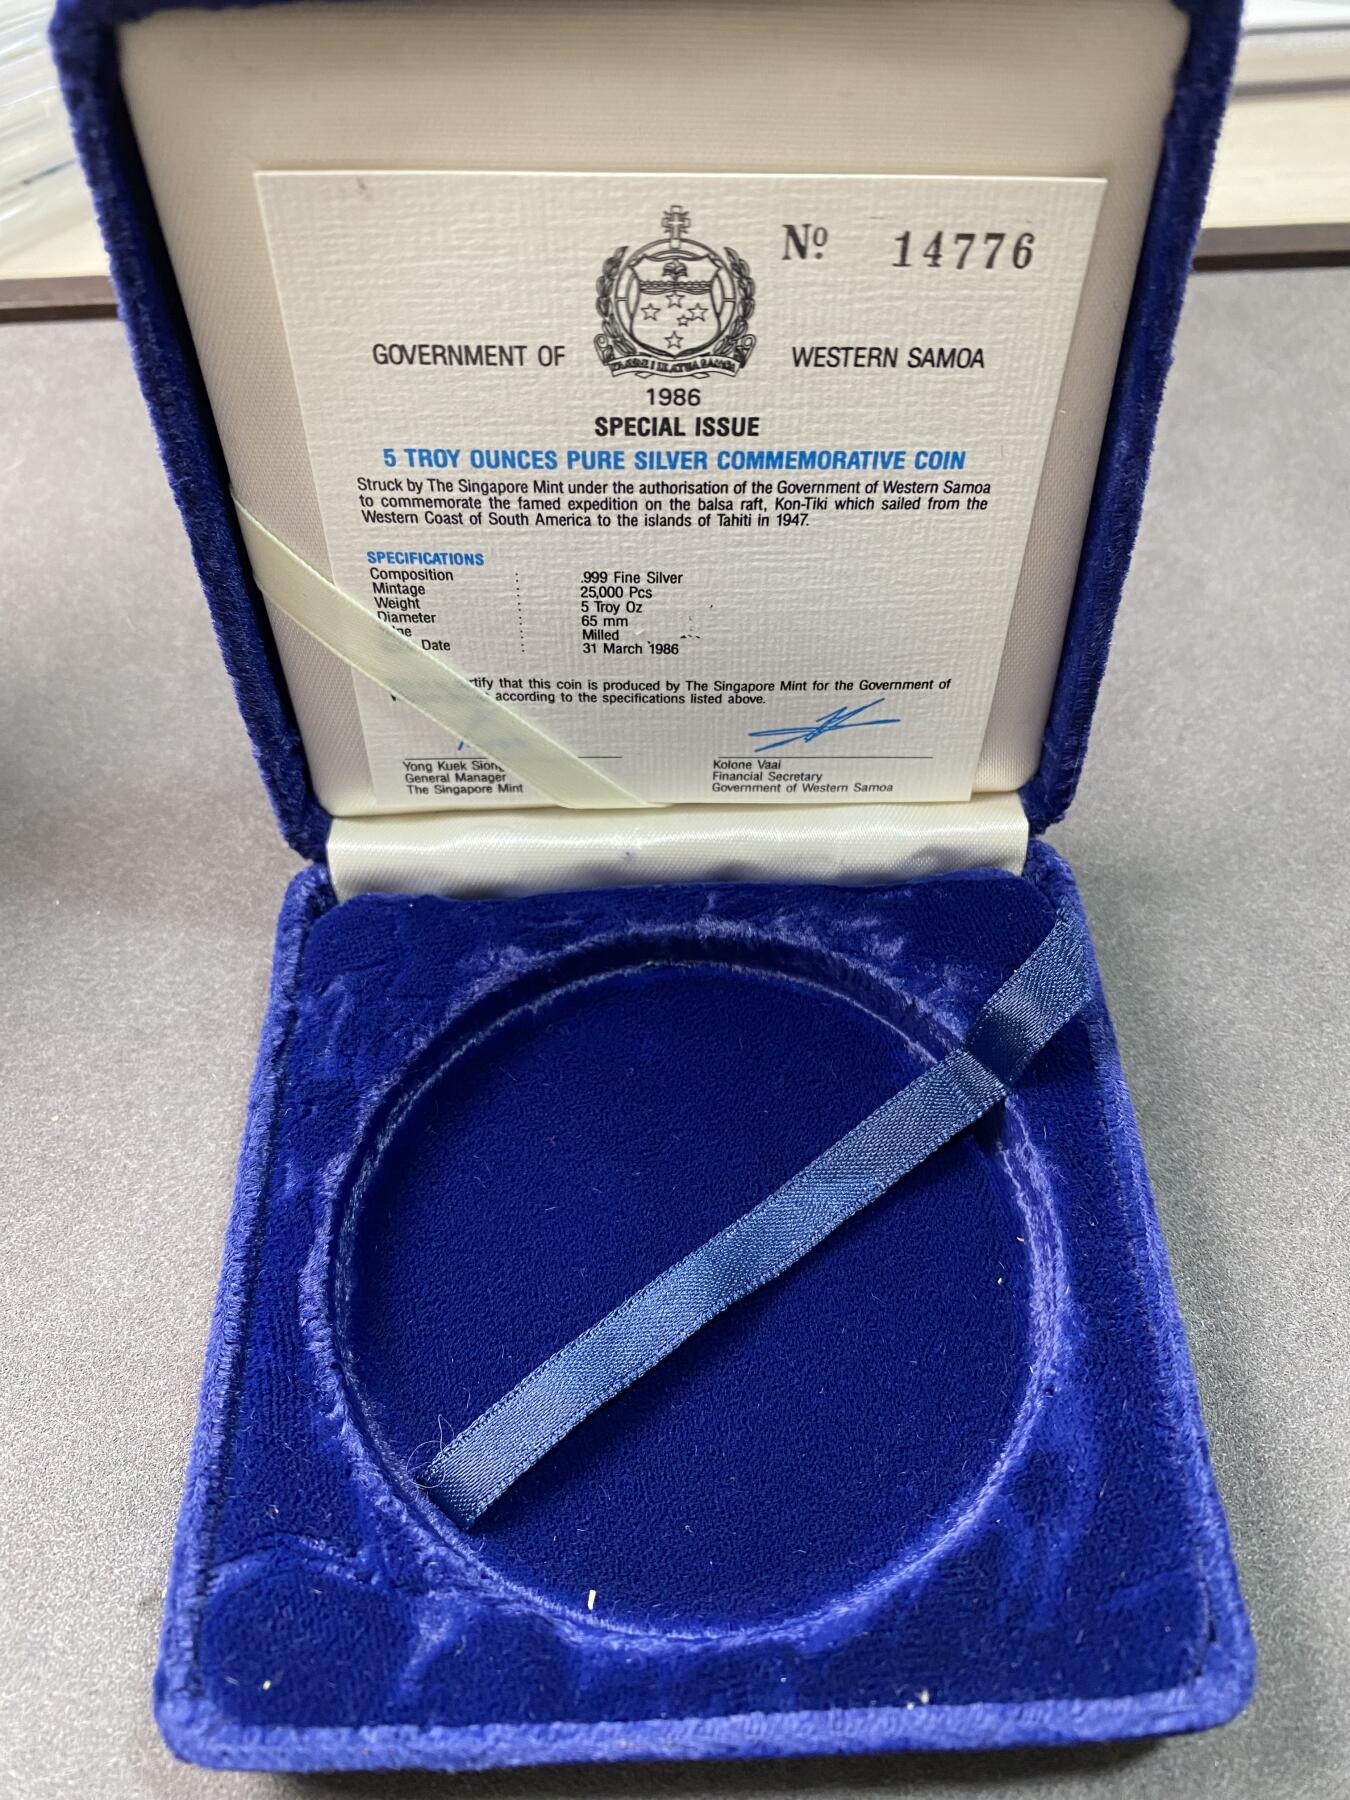 Nº 14776
GOVERNMENT OF WESTERN SAMOA
1986
SPECIAL ISSUE
5 TROY OUNCES PURE SILVER COMMEMORATIVE COIN
Struck by The Singapore Mint under the authorisation of the Government of Western Samoa
to commemorate the famed expedition on the balsa raft, Kon-Tiki which sailed from the
Western Coast of South America to the islands of Tahiti in 1947.
SPECIFICATIONS
Composition : .999 Fine Silver
Mintage : 25,000 Pcs
Weight : 5 Troy Oz
Diameter : 65 mm
: Milled
Date : 31 March 1986
that this coin is produced by The Singapore Mint for the Government of
according to the specifications listed above.
Yong Kuek Kolone Vaai
General Manager Financial Secretary
The Singapore Mint Government of Western Samoa